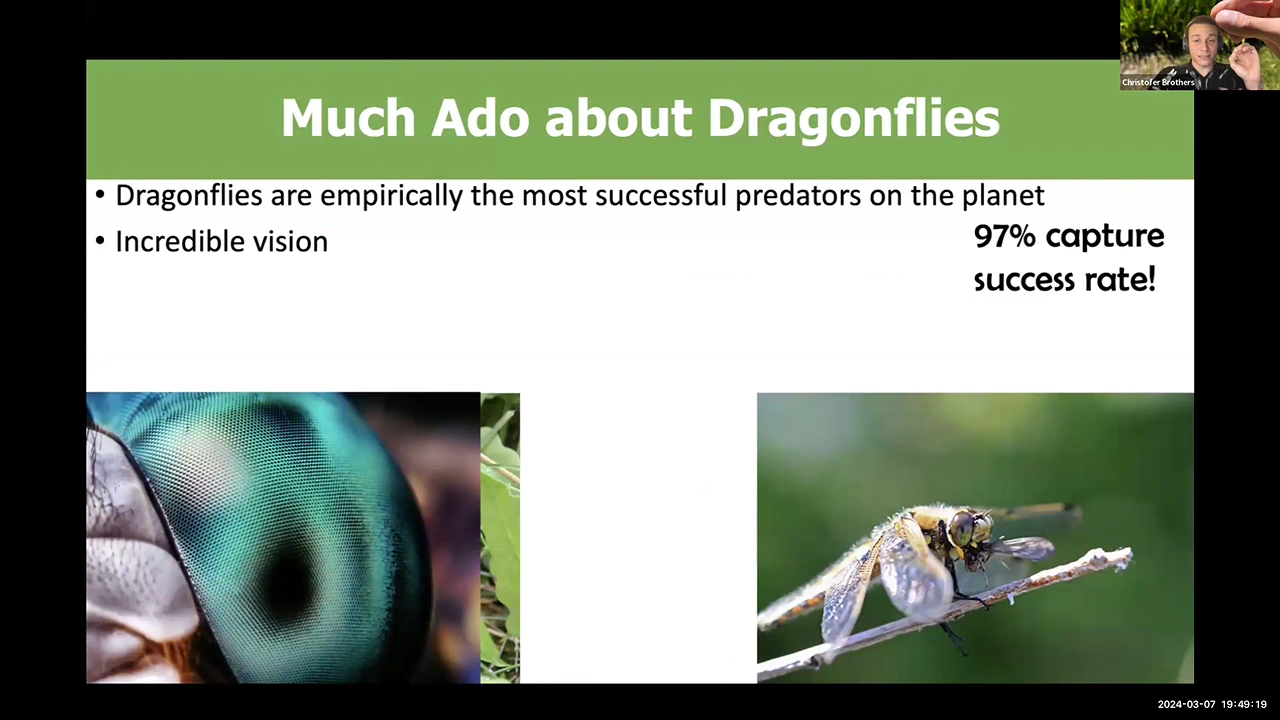 Christofer Brothers
Much Ado about Dragonflies
• Dragonflies are empirically the most successful predators on the planet
• Incredible vision
97% capture
success rate!
2024-03-07 19:49:19